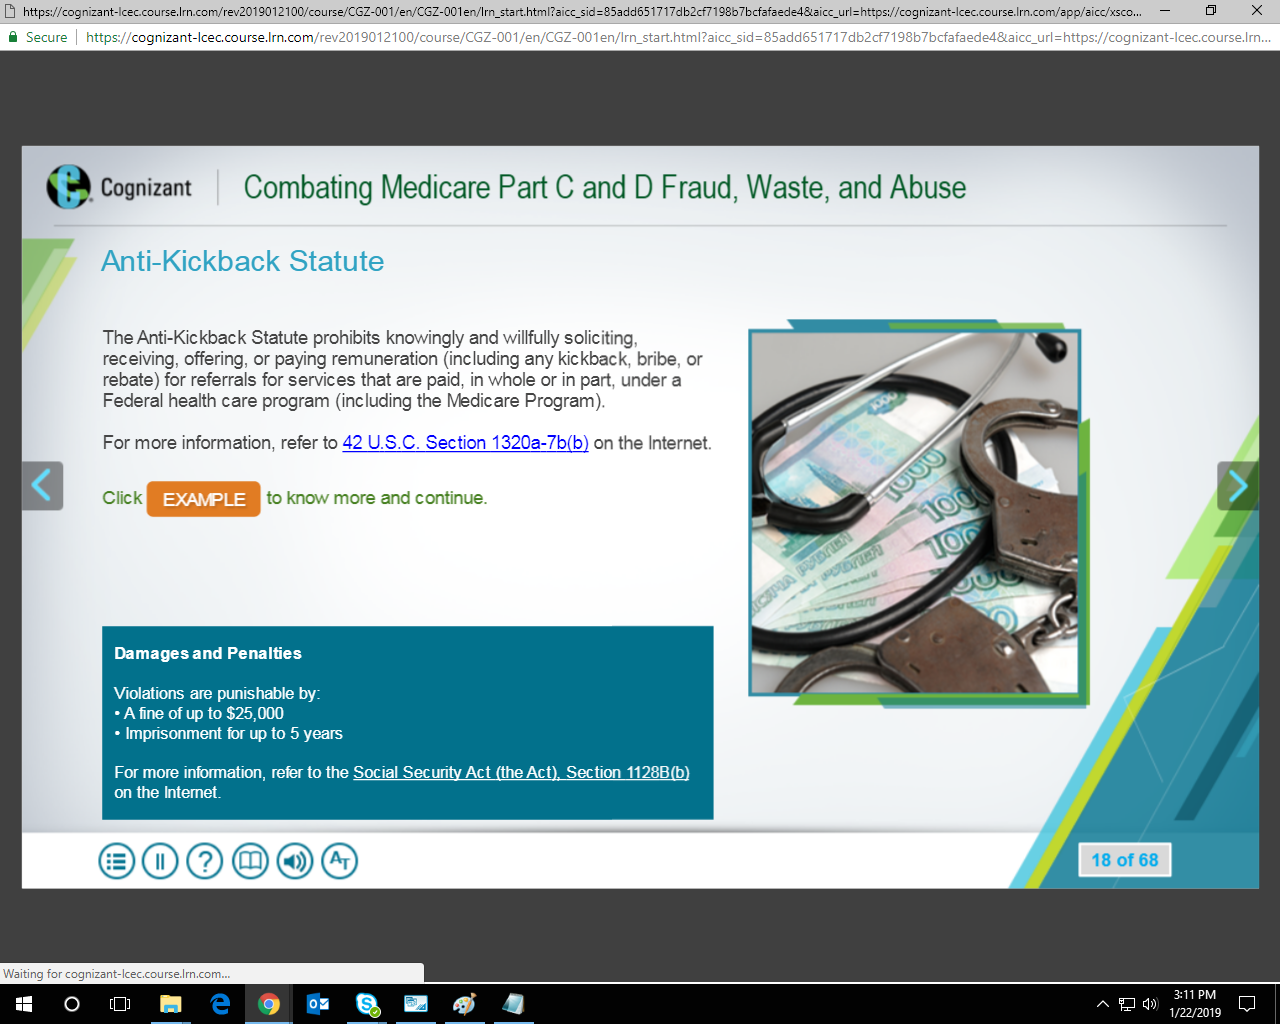 https://cognizant-lcec.course.lrn.com/rev2019012100/course/CGZ-001/en/CGZ-001en/lrn_start.html?aicc_sid=85add651717db2cf7198b7bcfafaede4&aicc_url=https://cognizant-lcec.course.lrn.com/app/aicc/xsco...
Secure https://cognizant-lcec.course.lrn.com/rev2019012100/course/CGZ-001/en/CGZ-001en/lrn_start.html?aicc_sid=85add651717db2cf7198b7bcfafaede4&aicc_url=https://cognizant-lcec.course.lrn...
Cognizant
Combating Medicare Part C and D Fraud, Waste, and Abuse
Anti-Kickback Statute
The Anti-Kickback Statute prohibits knowingly and willfully soliciting,
receiving, offering, or paying remuneration (including any kickback, bribe, or
rebate) for referrals for services that are paid, in whole or in part, under a
Federal health care program (including the Medicare Program).
For more information, refer to 42 U.S.C. Section 1320a-7b(b) on the Internet.
Click EXAMPLE to know more and continue.
1000
1000
1000
Damages and Penalties
Violations are punishable by:
• A fine of up to $25,000
• Imprisonment for up to 5 years
For more information, refer to the Social Security Act (the Act), Section 1128B(b)
on the Internet.
18 of 68
Waiting for cognizant-lcec.course.lrn.com...
3:11 PM
1/22/2019